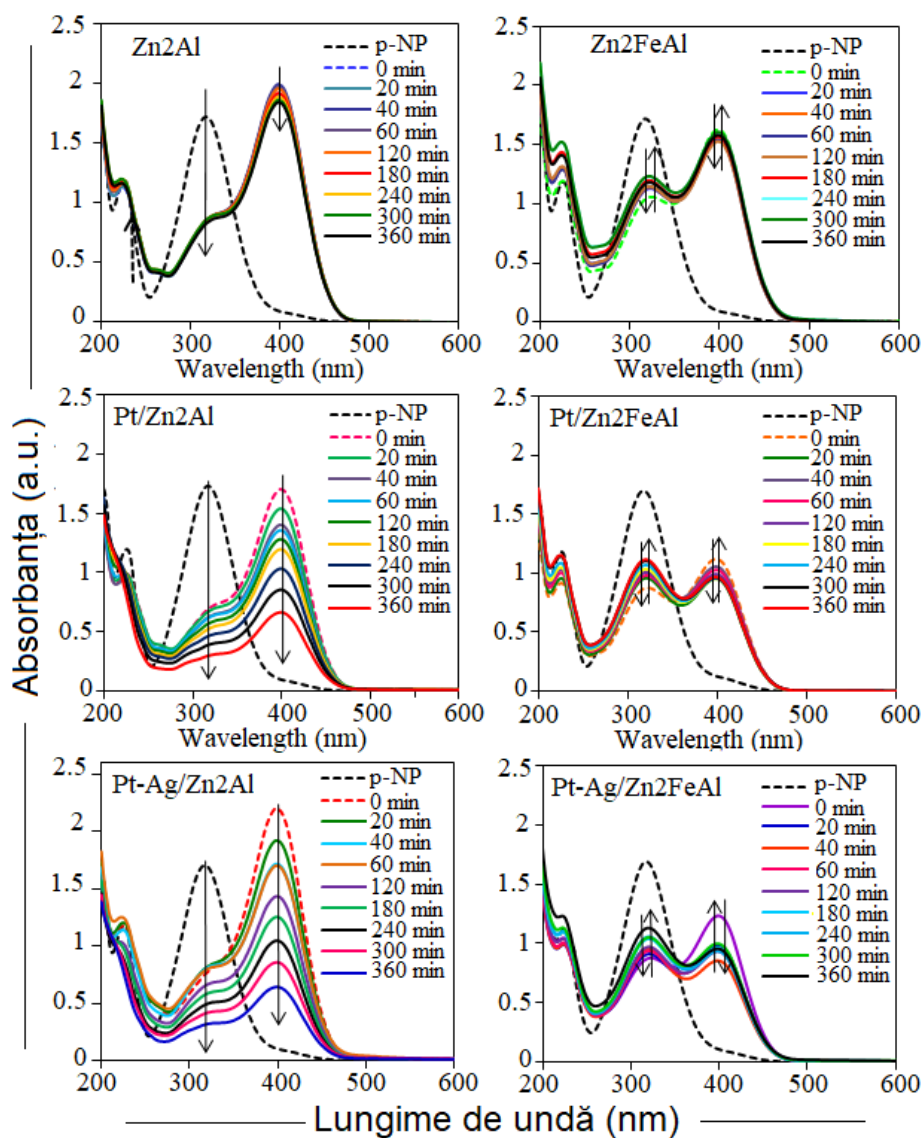 Absorbanța (a.u.)
2.5
2
1.5
1
0.5
0
Zn2Al
p-NP
0 min
20 min
40 min
60 min
120 min
180 min
240 min
300 min
360 min
200 300 400 500 600
Wavelength (nm)
2.5
2
1.5
1
0.5
0
Zn2FeAl
p-NP
0 min
20 min
40 min
60 min
120 min
180 min
240 min
300 min
360 min
200 300 400 500 600
Wavelength (nm)
2.5
2
1.5
1
0.5
0
Pt/Zn2Al
p-NP
0 min
20 min
40 min
60 min
120 min
180 min
240 min
300 min
360 min
200 300 400 500 600
Wavelength (nm)
2.5
2
1.5
1
0.5
0
Pt/Zn2FeAl
p-NP
0 min
20 min
40 min
60 min
120 min
180 min
240 min
300 min
360 min
200 300 400 500 600
Wavelength (nm)
2.5
2
1.5
1
0.5
0
Pt-Ag/Zn2Al
p-NP
0 min
20 min
40 min
60 min
120 min
180 min
240 min
300 min
360 min
200 300 400 500 600
2.5
2
1.5
1
0.5
0
Pt-Ag/Zn2FeAl
p-NP
0 min
20 min
40 min
60 min
120 min
180 min
240 min
300 min
360 min
200 300 400 500 600
Lungime de undă (nm)